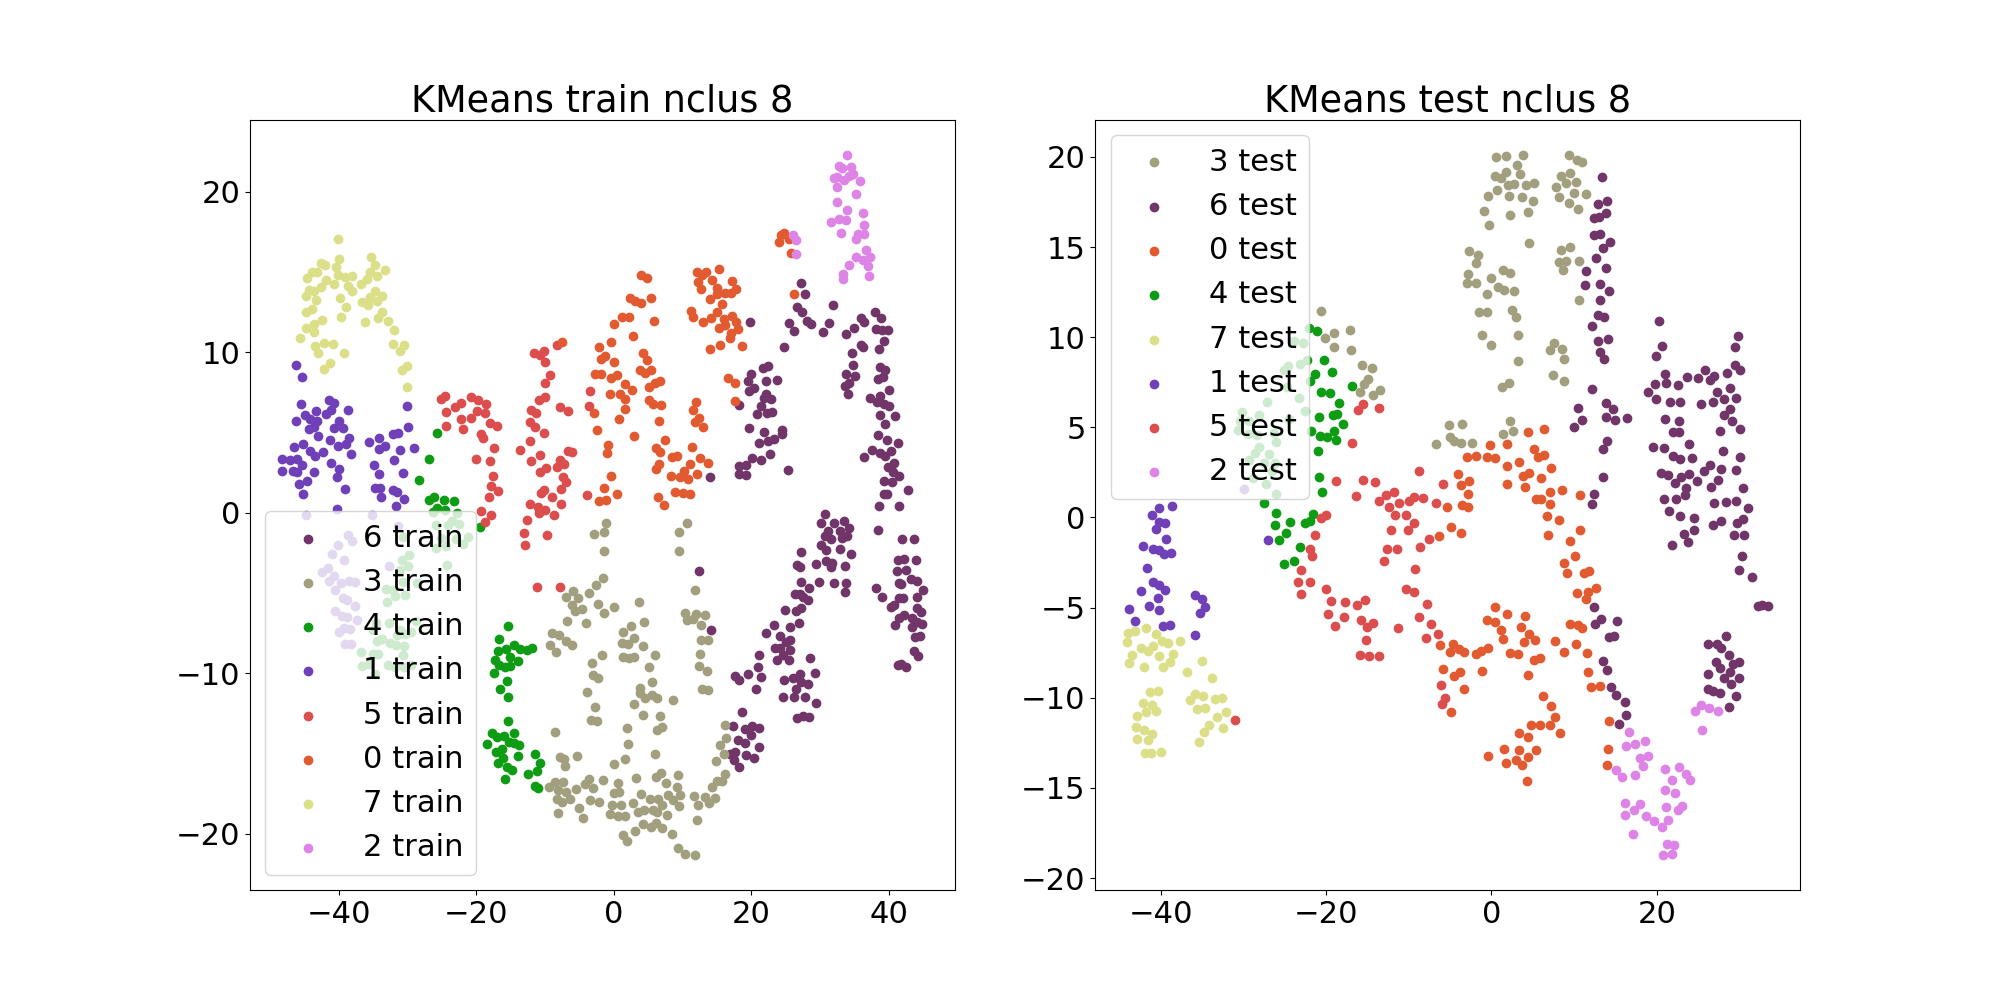 KMeans train nclus 8
20
10
0
−10
−20
−40
−20
0
20
40
6 train
3 train
4 train
1 train
5 train
0 train
7 train
2 train
KMeans test nclus 8
20
15
10
5
0
−5
−10
−15
−20
−40
−20
0
20
3 test
6 test
0 test
4 test
7 test
1 test
5 test
2 test